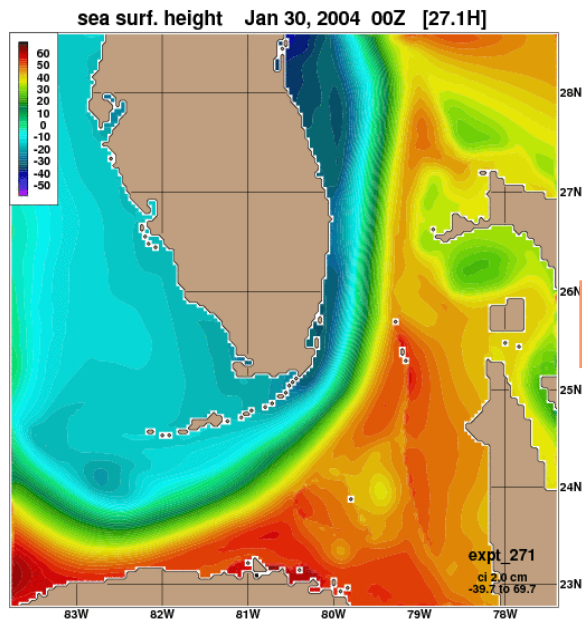 sea surf. height Jan 30, 2004 00Z [27.1H]
60
50
40
30
20
10
-10
-20
-30
-40
-50
28N
27N
26N
25N
24N
23N
expt_271
ci 2.0 cm
-39.7 to 69.7
83W 82W 81W 80W 79W 78W